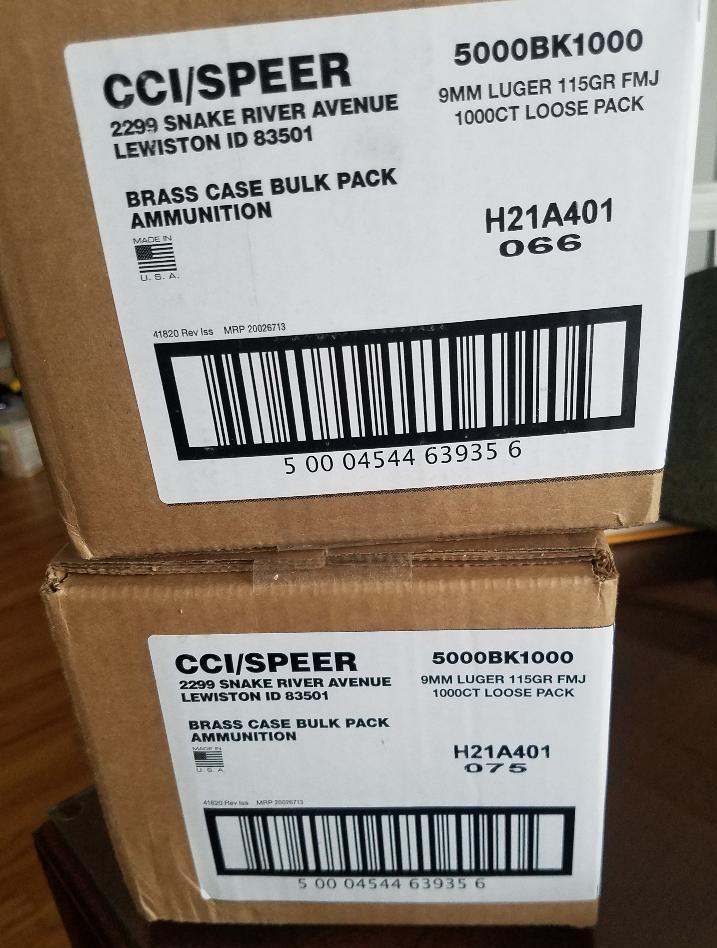 CCI/SPEER
2299 SNAKE RIVER AVENUE
LEWISTON ID 83501
5000BK1000
9MM LUGER 115GR FMJ
1000CT LOOSE PACK
BRASS CASE BULK PACK
AMMUNITION
MADE IN
U.S.A.
H21A401
066
41820 Rev Iss MRP 20026713
5 00 04544 63935 6
CCI/SPEER
2299 SNAKE RIVER AVENUE
LEWISTON ID 83501
5000BK1000
9MM LUGER 115GR FMJ
1000CT LOOSE PACK
BRASS CASE BULK PACK
AMMUNITION
MADE IN
U.S.A.
H21A401
075
41820 Rev Iss MRP 20026713
5 00 04544 63935 6